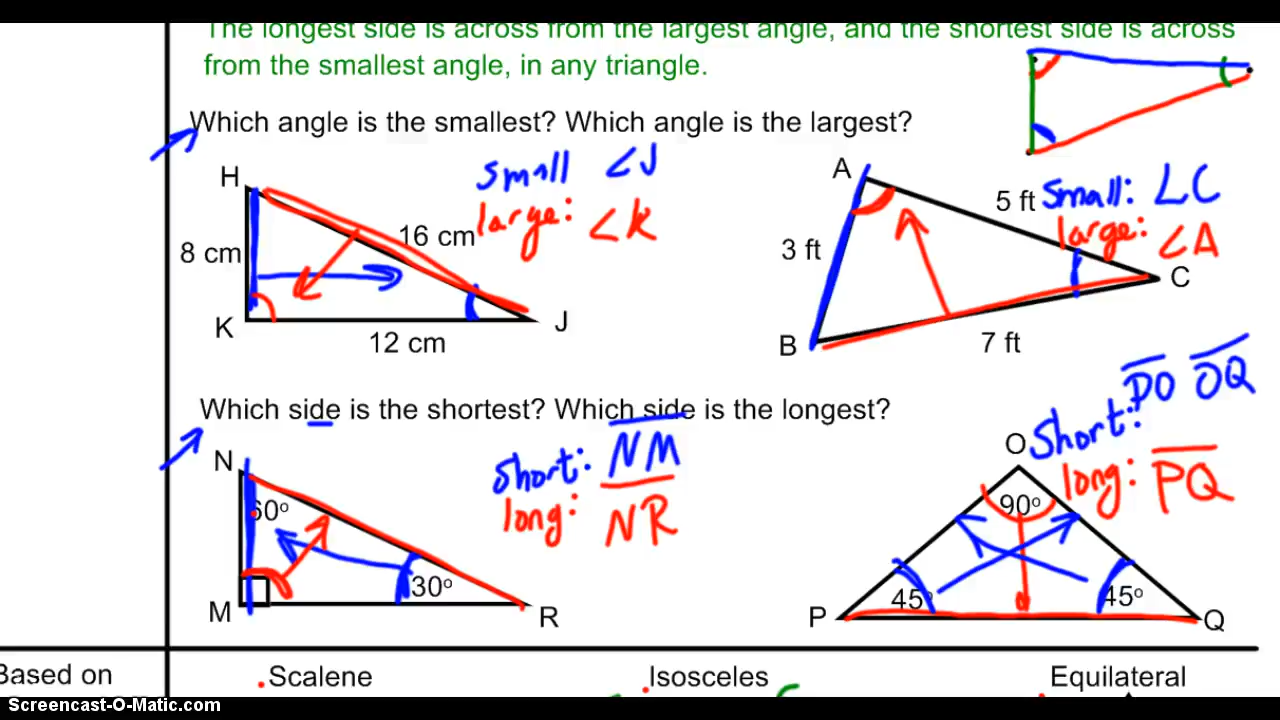 The longest side is across from the largest angle, and the shortest side is across
from the smallest angle, in any triangle.
Which angle is the smallest? Which angle is the largest?
H
8 cm
16 cm
K
12 cm
J
small ∠J
large: ∠K
A
5 ft
3 ft
B
7 ft
C
small: ∠C
large: ∠A
Which side is the shortest? Which side is the longest?
N
60°
M
30°
R
short: NM
long: NR
O
90°
P
45°
45°
Q
short: PO OQ
long: PQ
Based on
Scalene
Isosceles
Equilateral
Screencast-O-Matic.com